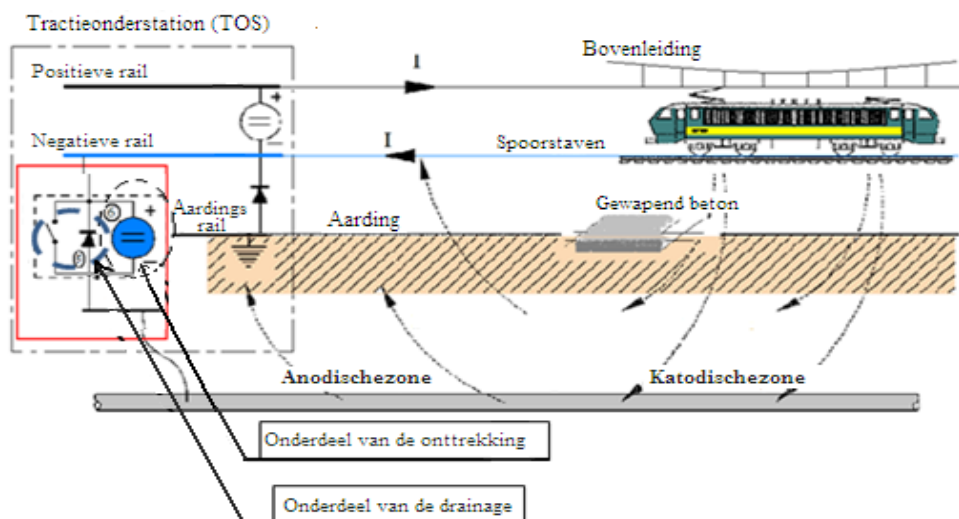 Tractieonderstation (TOS)
Bovenleiding
Positieve rail
I
+
Negatieve rail
I
Spoorstaven
Gewapend beton
Aardings
rail
Aarding
+
Anodischezone
Katodischezone
Onderdeel van de onttrekking
Onderdeel van de drainage